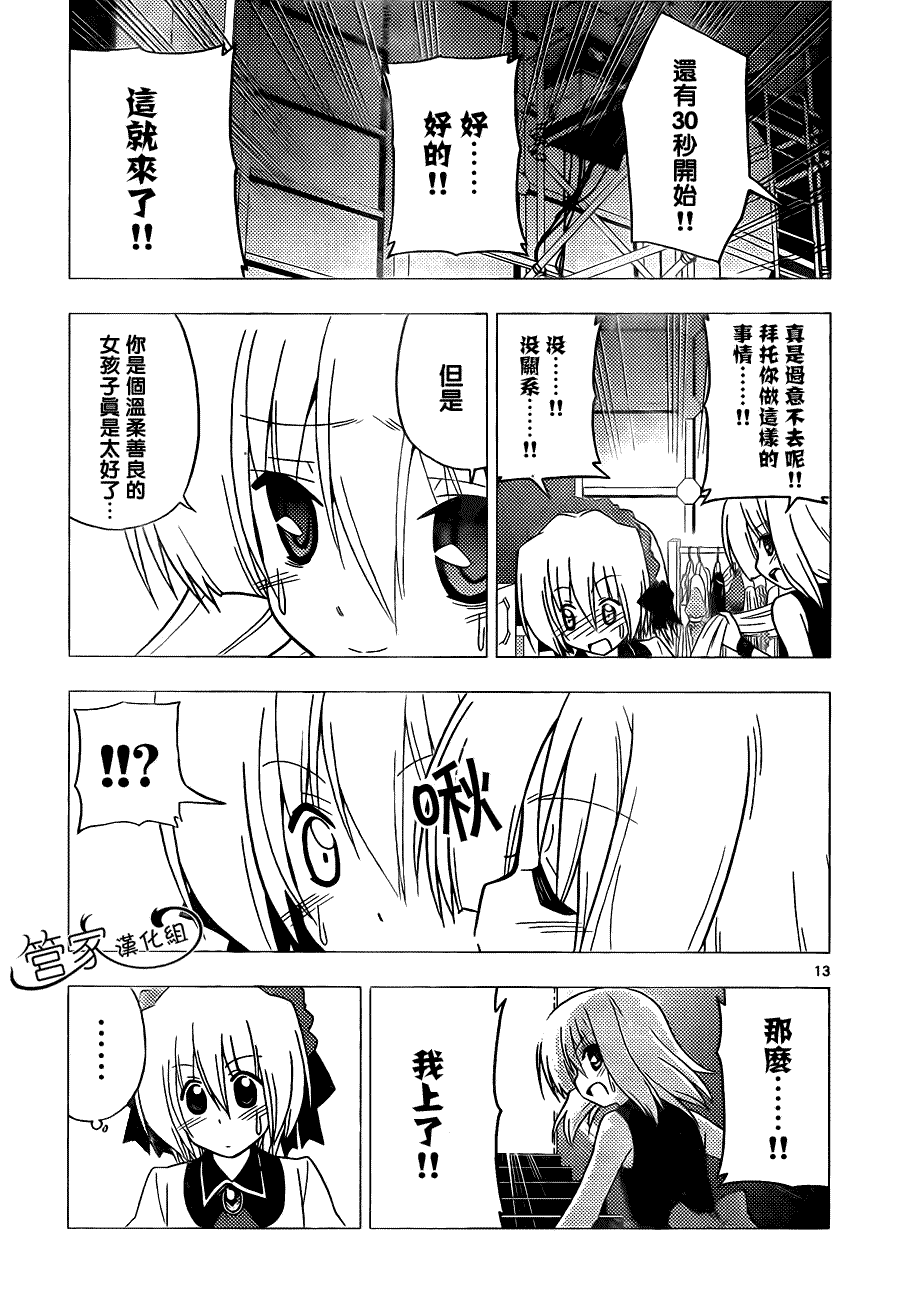 還有30秒開始!!
好……
好的!!
這就來了!!
真是過意不去呢!!
拜托你做這樣的
事情……!!
没……!!
没關系……!!
但是
你是個溫柔善良的
女孩子真是太好了…
啾
!!?
管家漢化組
13
那麼……!!
我上了!!
……